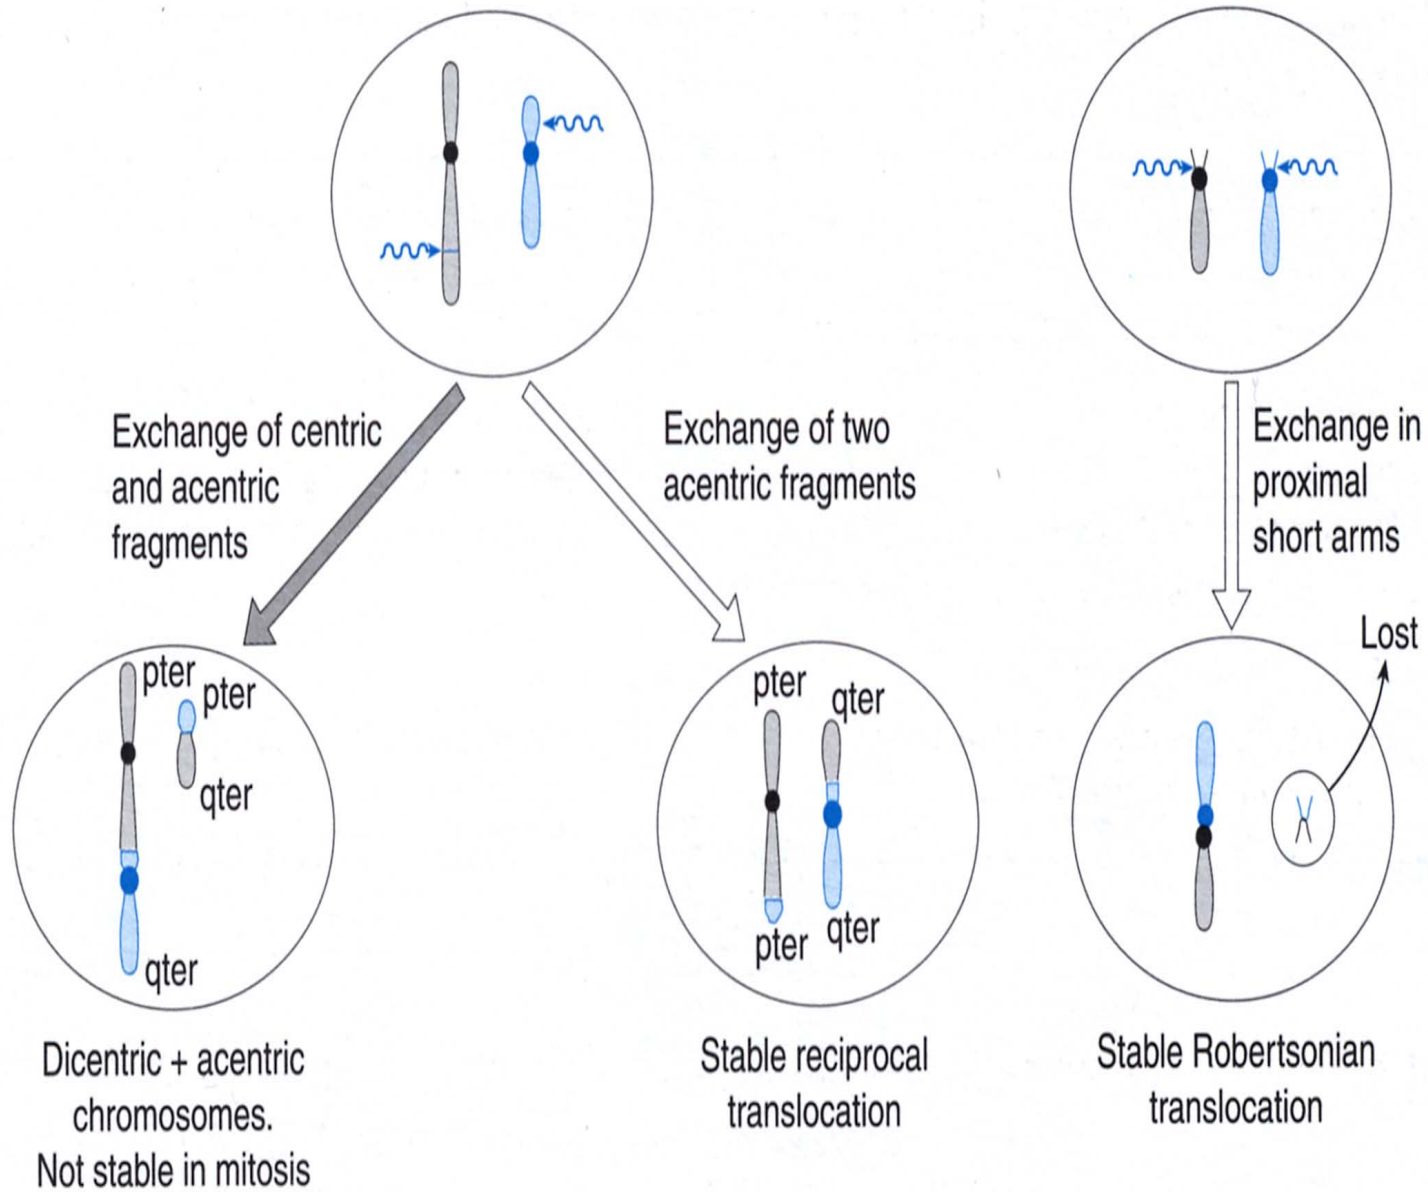 Exchange of centric
and acentric
fragments
Exchange of two
acentric fragments
Exchange in
proximal
short arms
Lost
pter
pter
qter
qter
pter
qter
pter
qter
Dicentric + acentric
chromosomes.
Not stable in mitosis
Stable reciprocal
translocation
Stable Robertsonian
translocation